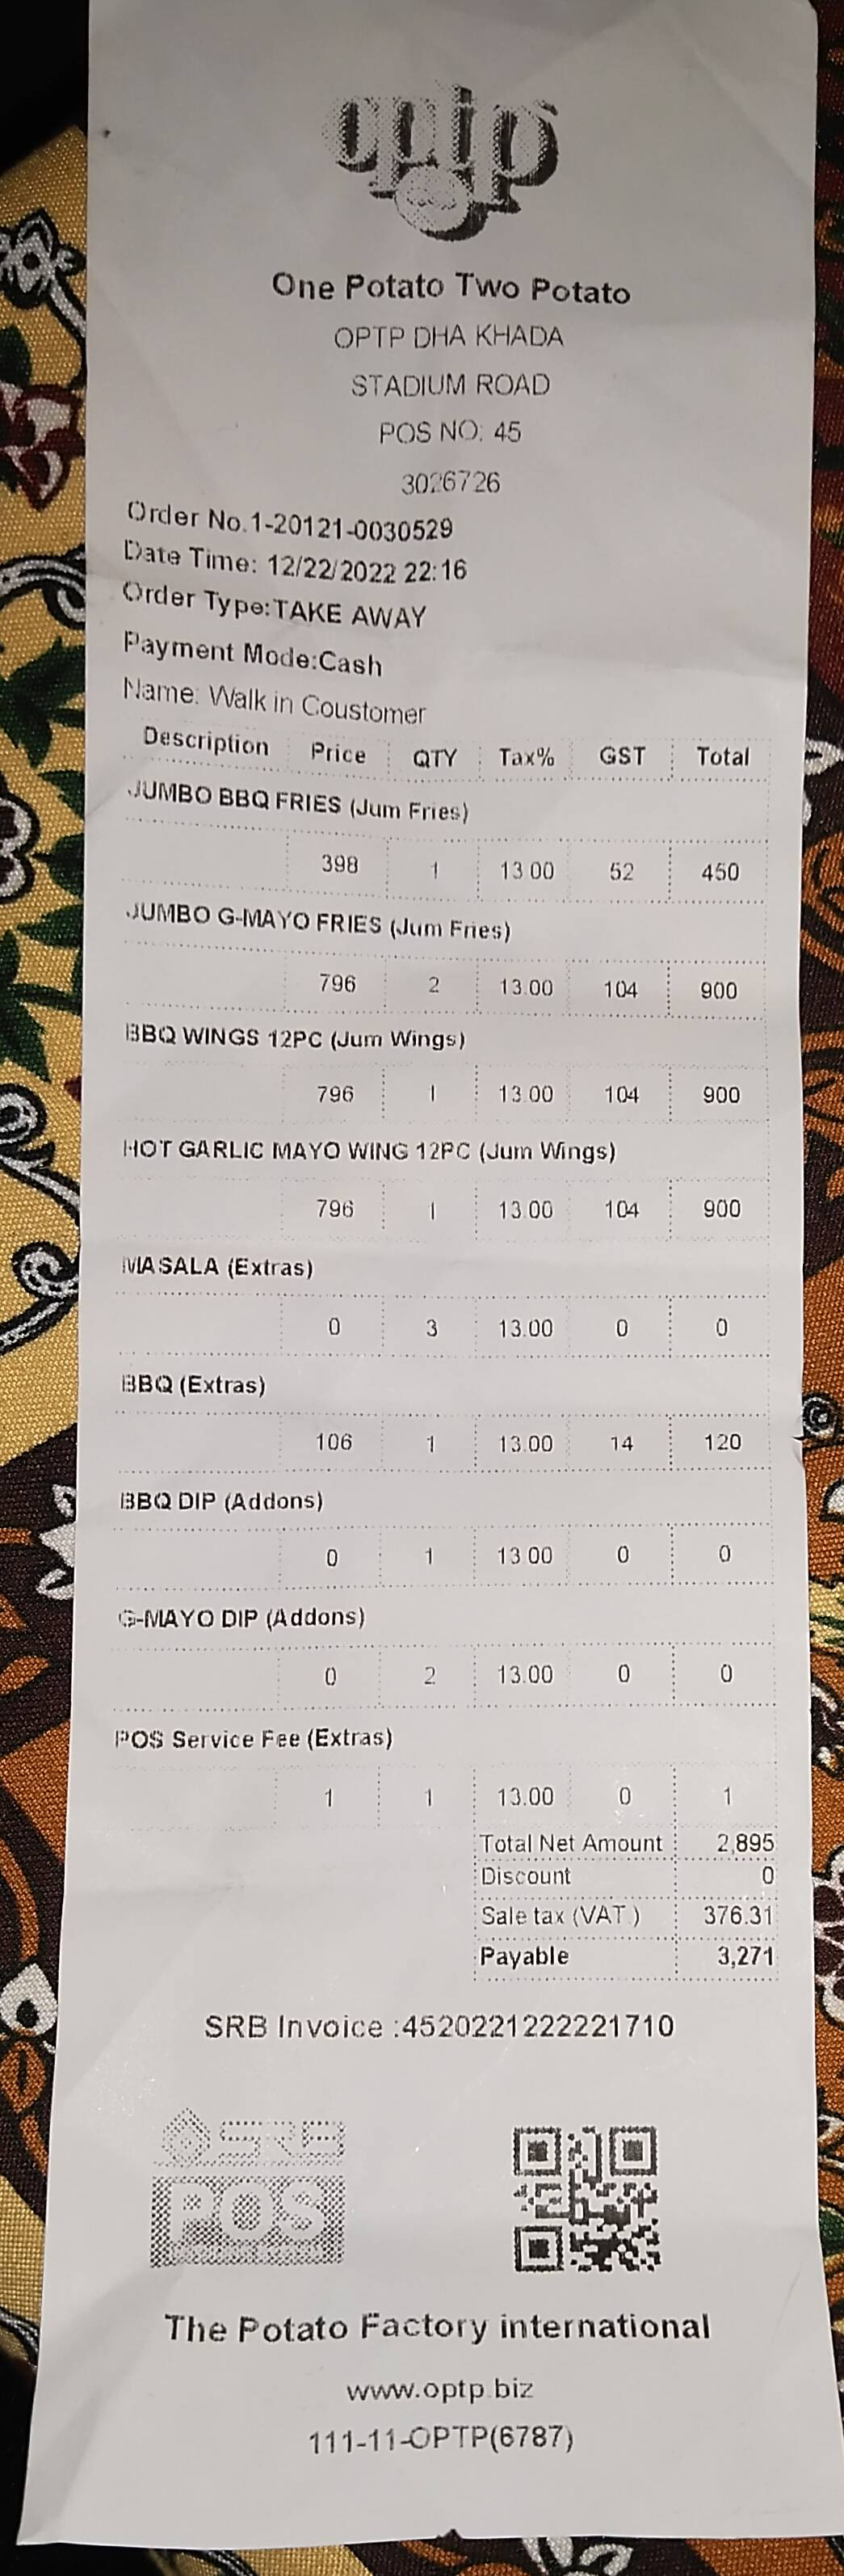 optp
One Potato Two Potato
OPTP DHA KHADA
STADIUM ROAD
POS NO: 45
3026726
Order No.1-20121-0030529
Date Time: 12/22/2022 22:16
Order Type:TAKE AWAY
Payment Mode:Cash
Name: Walk in Coustomer
Description Price QTY Tax% GST Total
JUMBO BBQ FRIES (Jum Fries)
398 1 13.00 52 450
JUMBO G-MAYO FRIES (Jum Fries)
796 2 13.00 104 900
BBQ WINGS 12PC (Jum Wings)
796 1 13.00 104 900
HOT GARLIC MAYO WING 12PC (Jum Wings)
796 1 13.00 104 900
MASALA (Extras)
0 3 13.00 0 0
BBQ (Extras)
106 1 13.00 14 120
BBQ DIP (Addons)
0 1 13.00 0 0
G-MAYO DIP (Addons)
0 2 13.00 0 0
POS Service Fee (Extras)
1 1 13.00 0 1
Total Net Amount 2,895
Discount 0
Sale tax (VAT.) 376.31
Payable 3,271
SRB Invoice :4520221222221710
SRB
POS
The Potato Factory international
www.optp.biz
111-11-OPTP(6787)